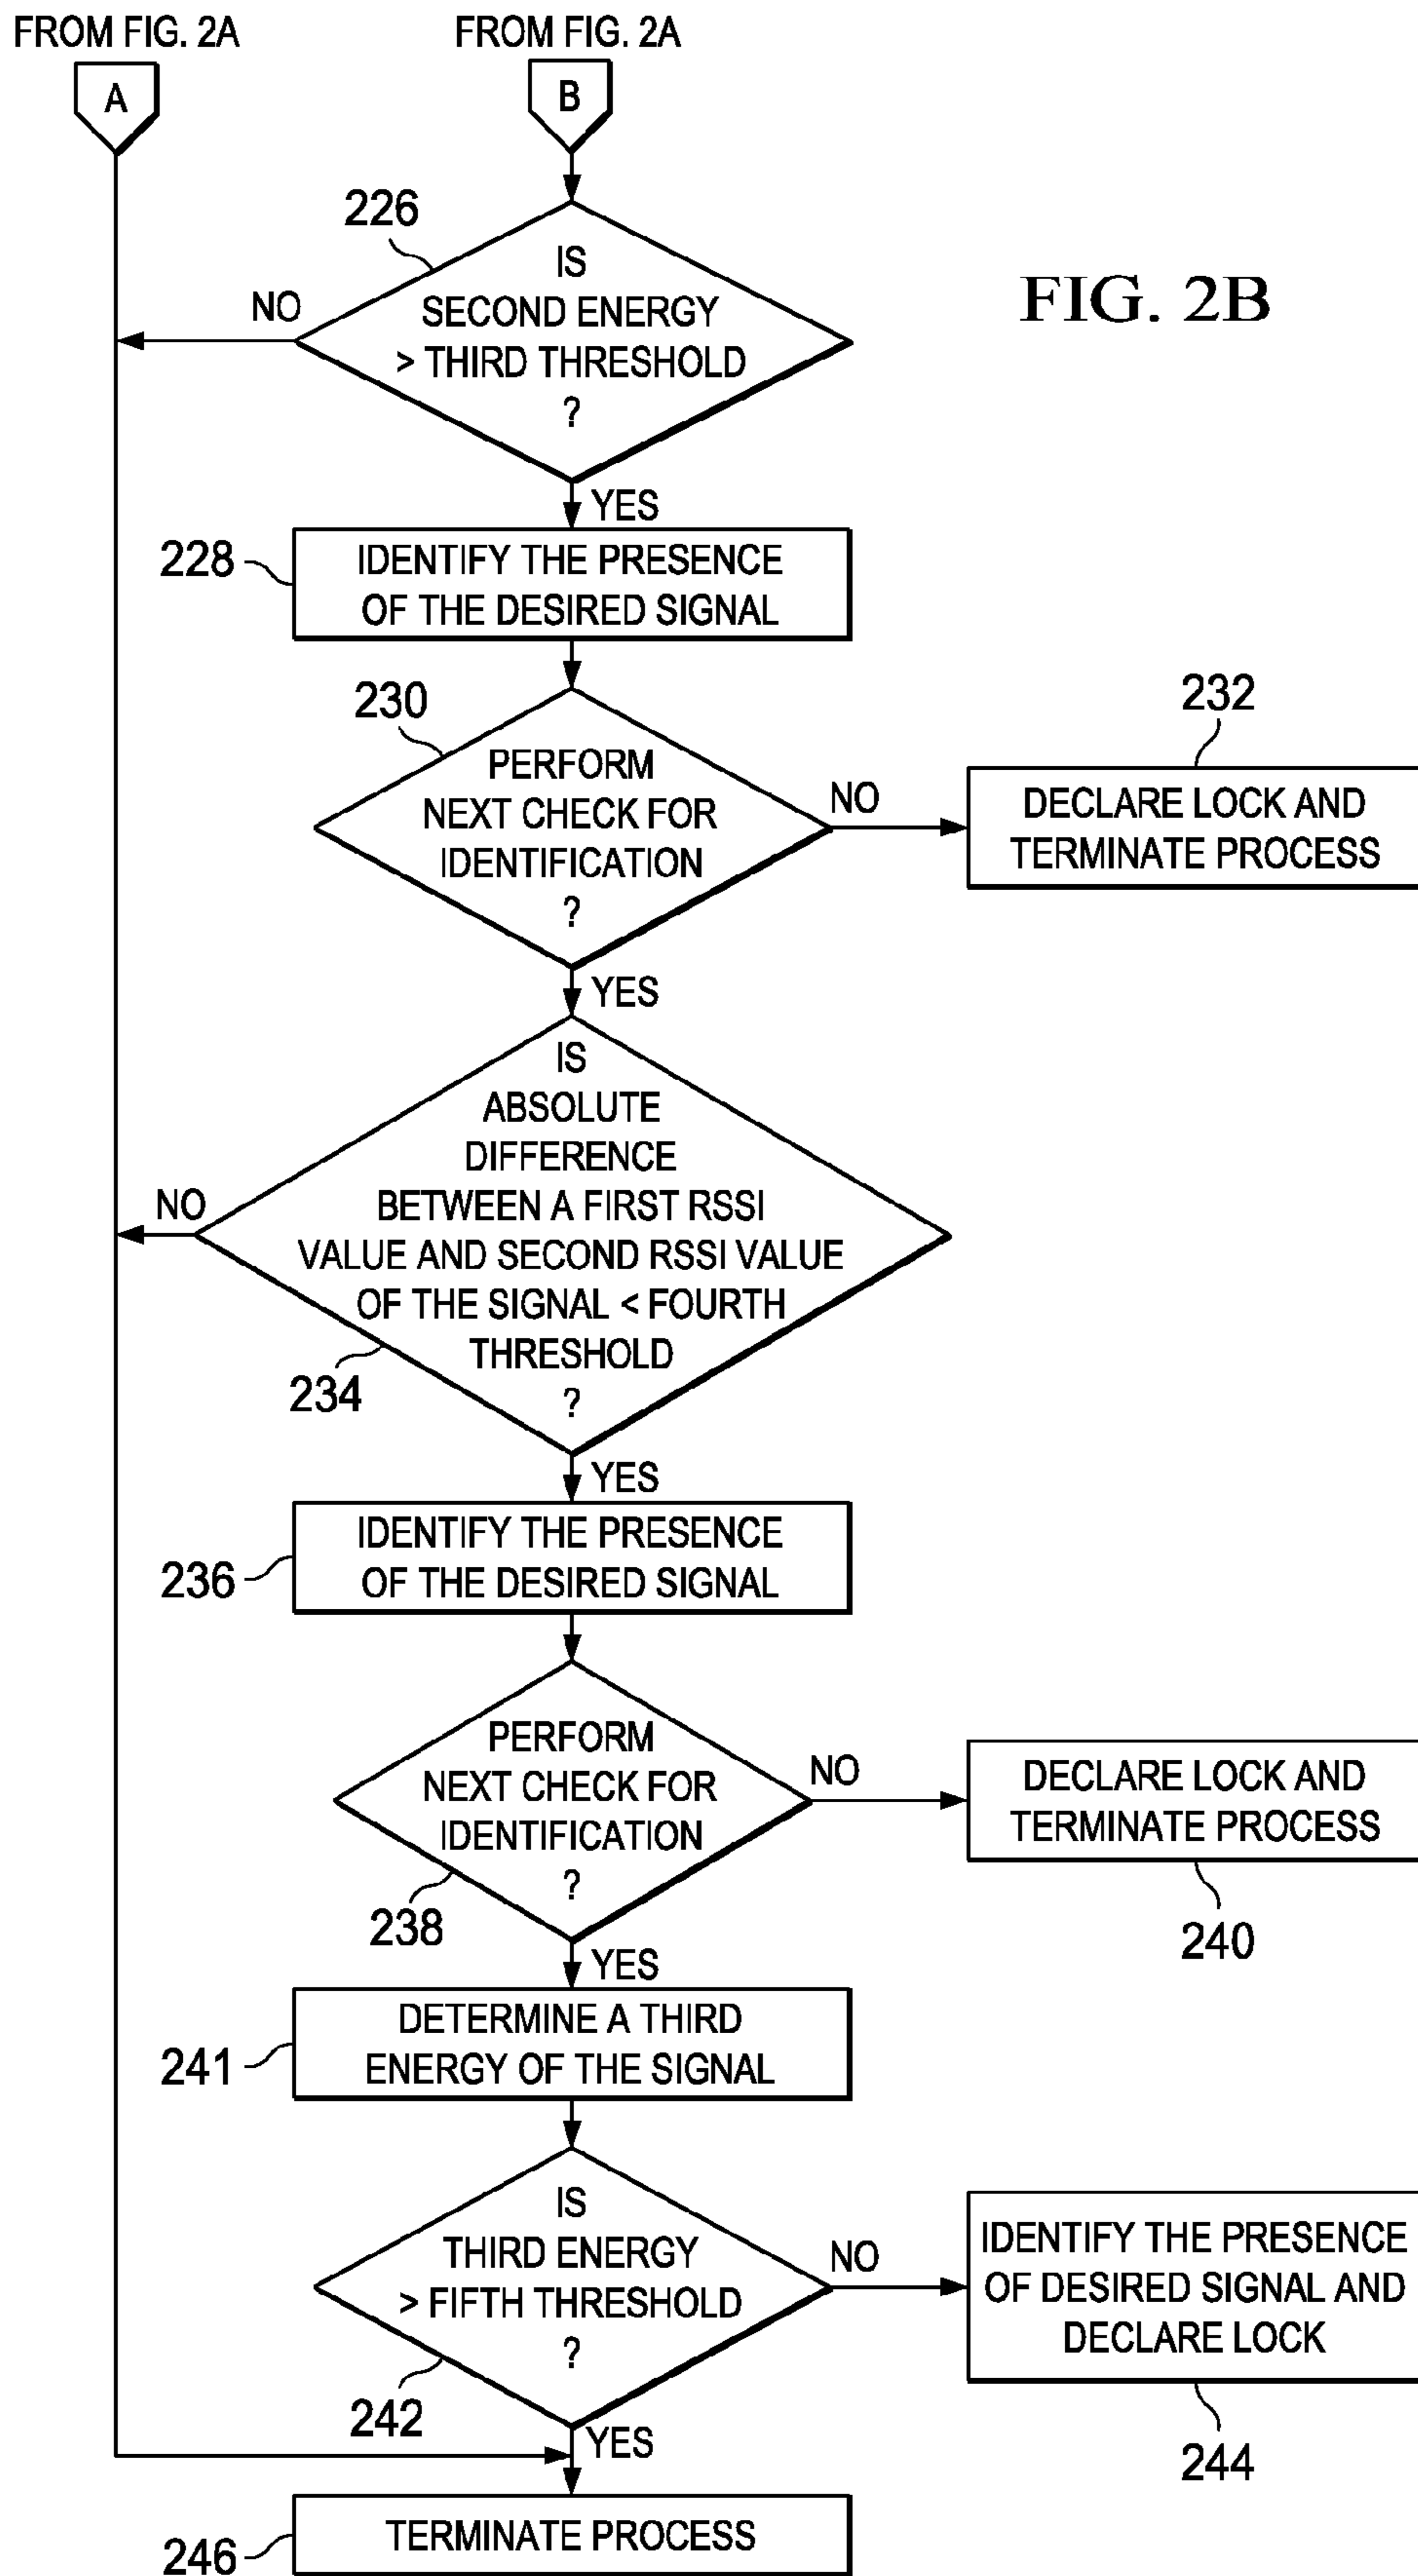 FROM FIG. 2A
FROM FIG. 2A
A
B
226
IS
SECOND ENERGY
> THIRD THRESHOLD
?
NO
FIG. 2B
YES
228
IDENTIFY THE PRESENCE
OF THE DESIRED SIGNAL
230
PERFORM
NEXT CHECK FOR
IDENTIFICATION
?
NO
232
DECLARE LOCK AND
TERMINATE PROCESS
YES
IS
ABSOLUTE
DIFFERENCE
BETWEEN A FIRST RSSI
VALUE AND SECOND RSSI VALUE
OF THE SIGNAL < FOURTH
THRESHOLD
?
NO
234
YES
236
IDENTIFY THE PRESENCE
OF THE DESIRED SIGNAL
PERFORM
NEXT CHECK FOR
IDENTIFICATION
?
238
NO
DECLARE LOCK AND
TERMINATE PROCESS
240
YES
241
DETERMINE A THIRD
ENERGY OF THE SIGNAL
IS
THIRD ENERGY
> FIFTH THRESHOLD
?
242
NO
IDENTIFY THE PRESENCE
OF DESIRED SIGNAL AND
DECLARE LOCK
244
YES
246
TERMINATE PROCESS